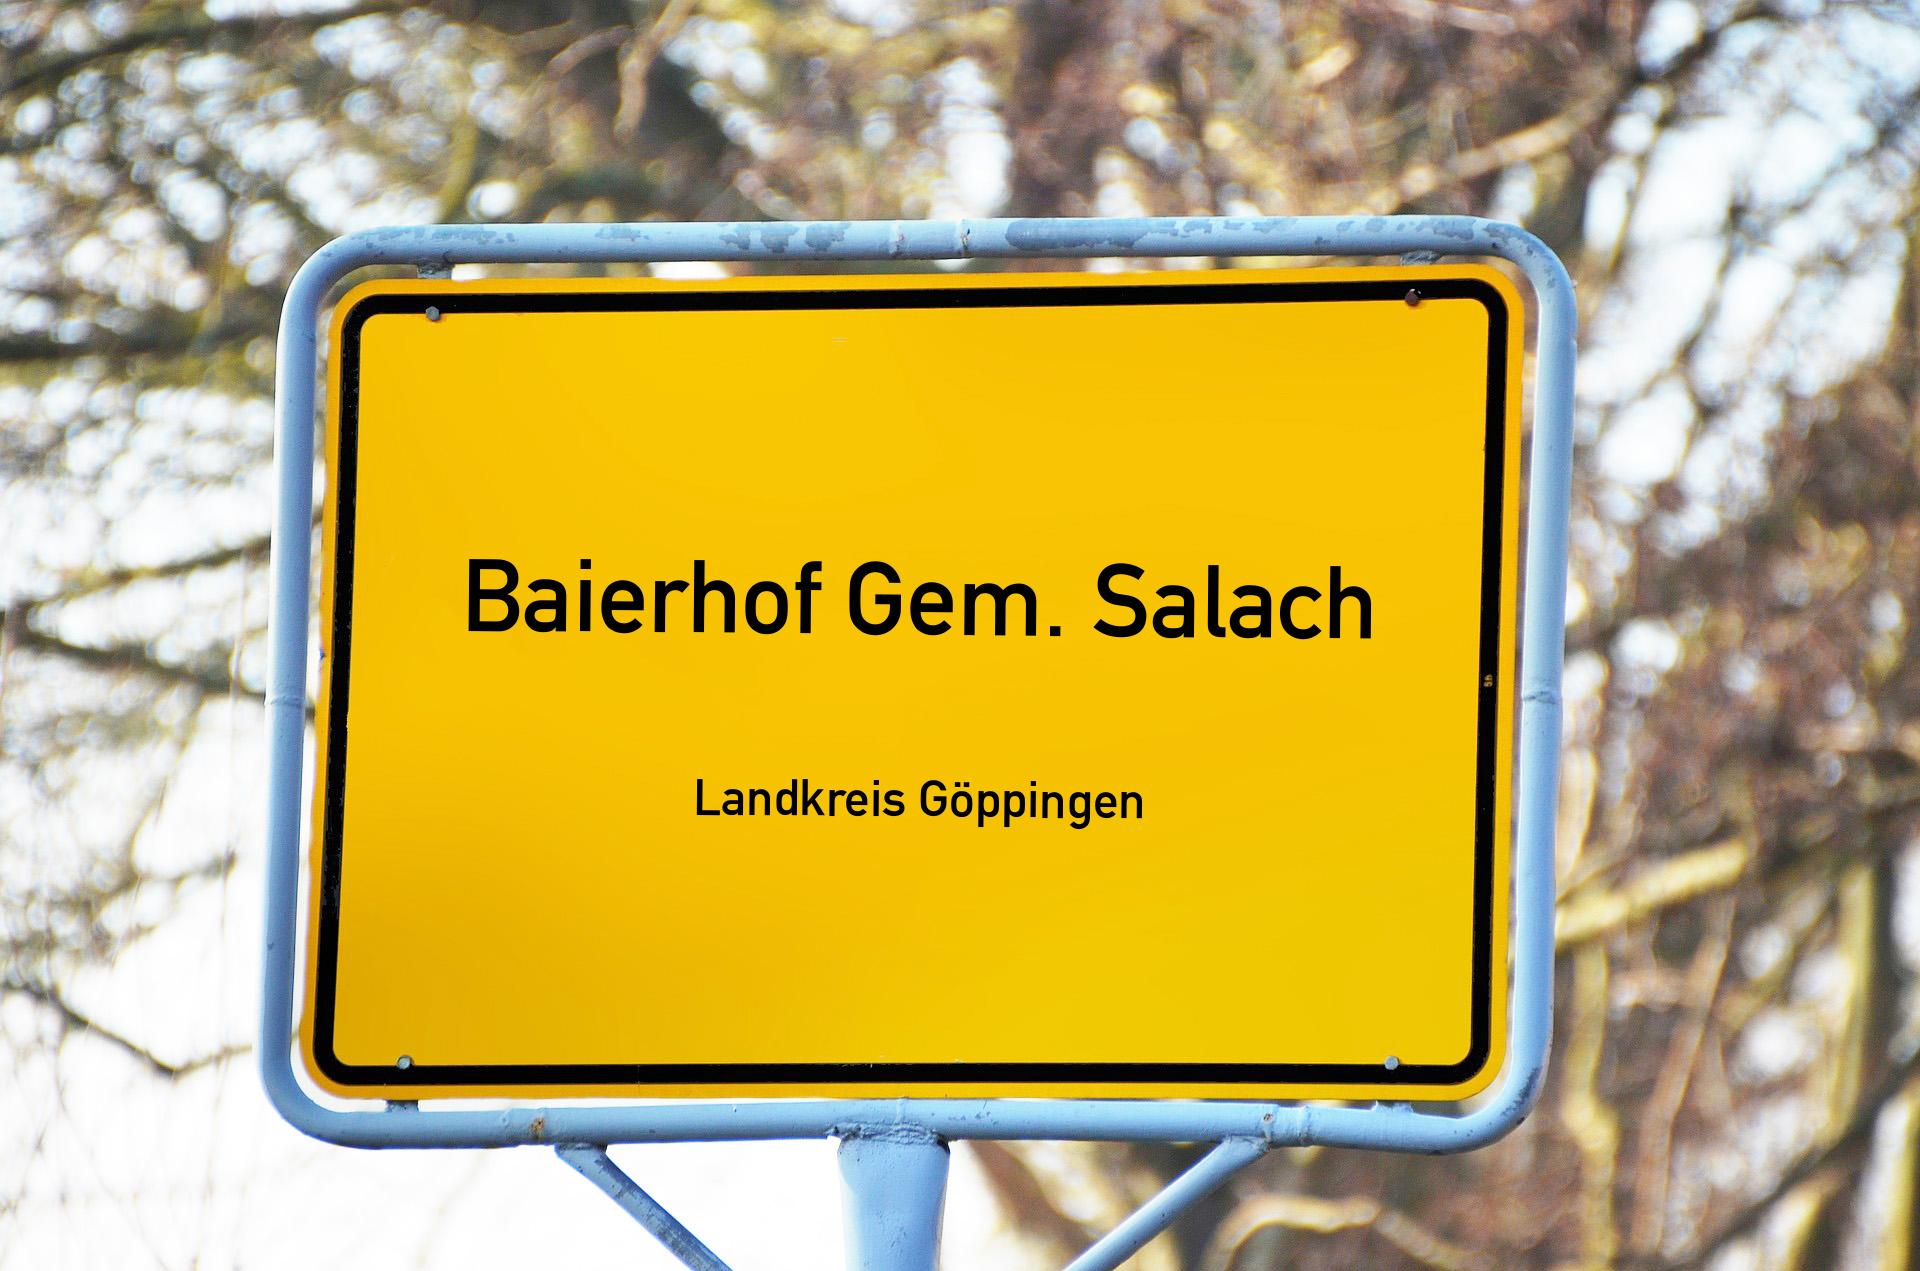 Baierhof Gem. Salach
Landkreis Göppingen